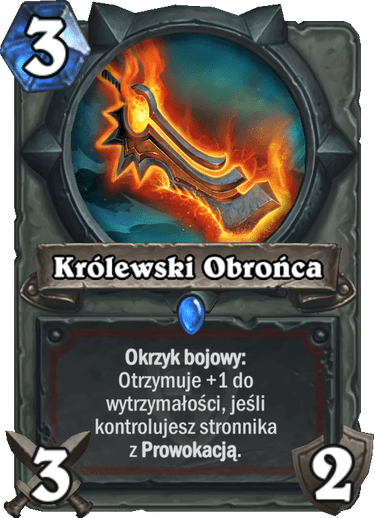 3
Królewski Obrońca
Okrzyk bojowy:
Otrzymuje +1 do
wytrzymałości, jeśli
kontrolujesz stronnika
z Prowokacją.
3
2